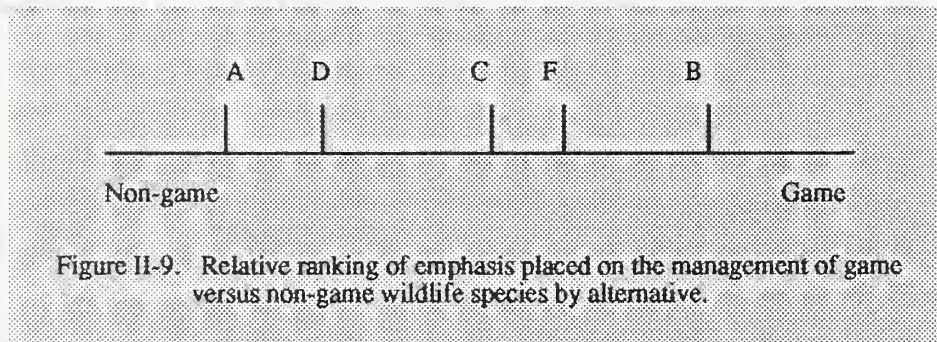 A D C F B
Non-game Game
Figure II-9. Relative ranking of emphasis placed on the management of game
versus non-game wildlife species by alternative.